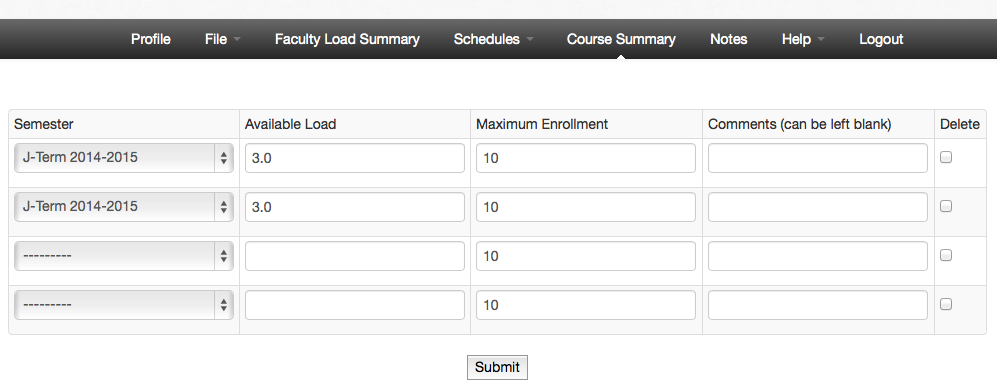 Profile File Faculty Load Summary Schedules Course Summary Notes Help Logout
Semester Available Load Maximum Enrollment Comments (can be left blank) Delete
J-Term 2014-2015 3.0 10
J-Term 2014-2015 3.0 10
--------- 10
--------- 10
Submit